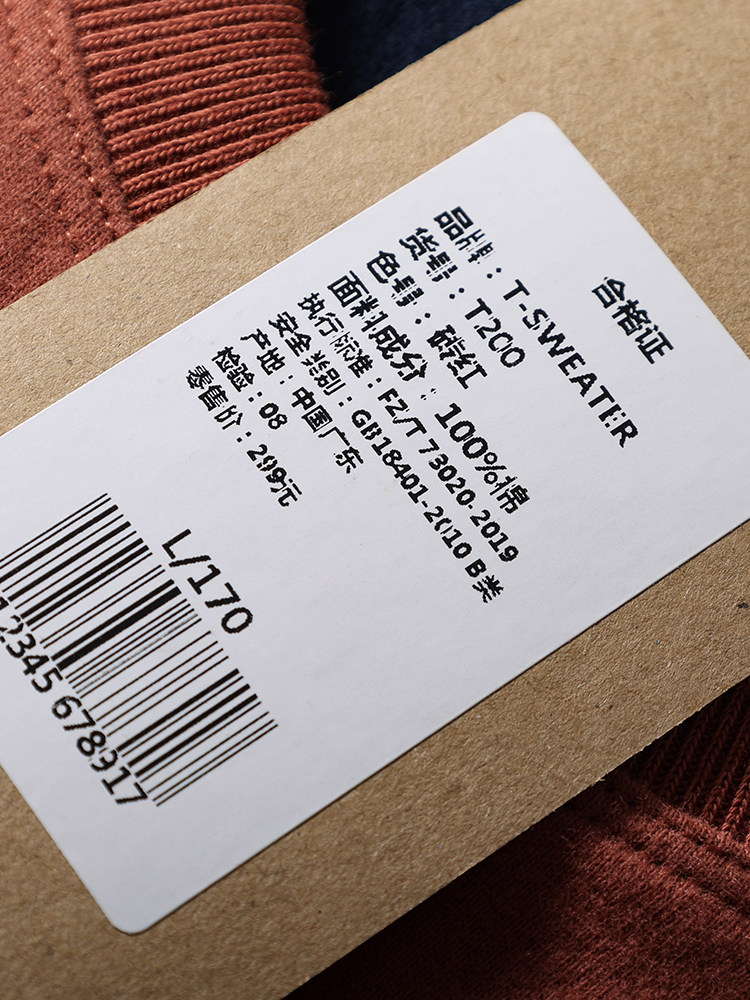 合格证
品牌：T-SWEATER
货号：T200
色号：砖红
面料成分：100%棉
执行标准：FZ/T 73020-2019
安全类别：GB18401-2010 B类
产地：中国广东
检验：08
零售价：299元
L/170
2345 678917